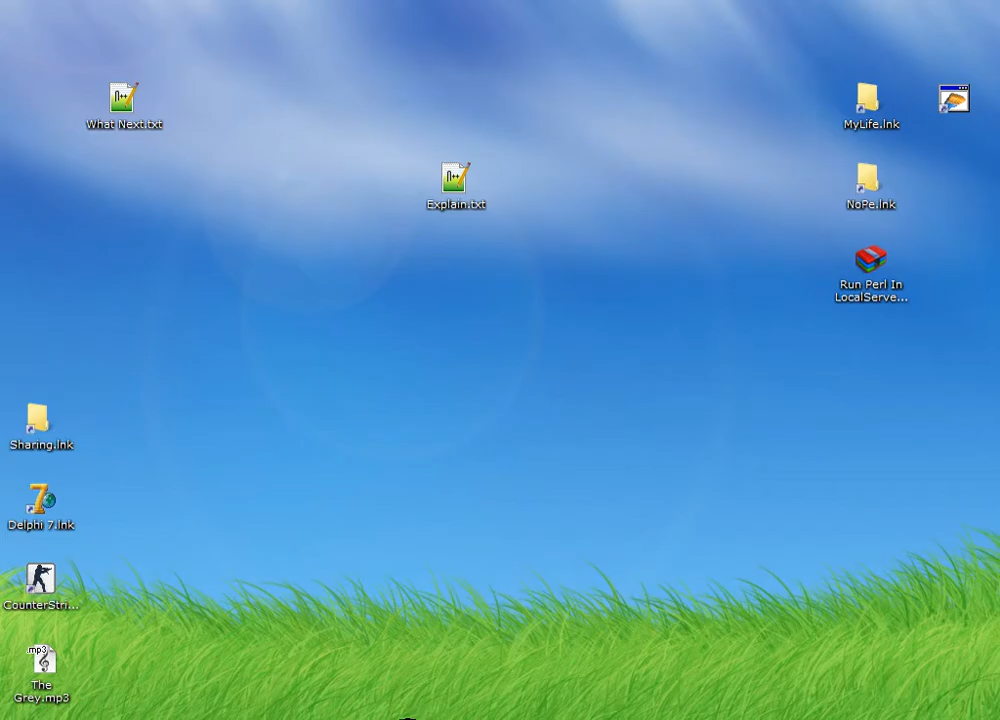 What Next.txt
MyLife.lnk
Explain.txt
NoPe.lnk
Run Perl In
LocalServe...
Sharing.lnk
Delphi 7.lnk
CounterStri...
.mp3
The
Grey.mp3